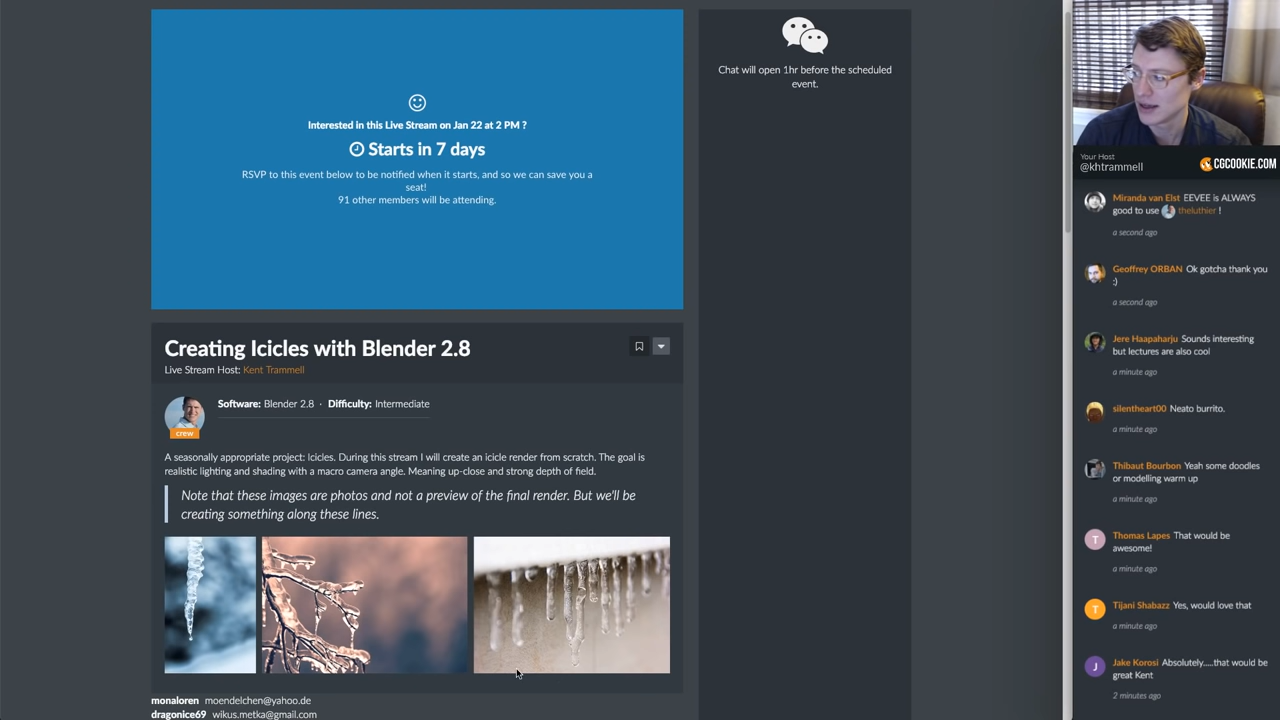 Interested in this Live Stream on Jan 22 at 2 PM ?
Starts in 7 days
RSVP to this event below to be notified when it starts, and so we can save you a
seat!
91 other members will be attending.
Creating Icicles with Blender 2.8
Live Stream Host: Kent Trammell
crew
Software: Blender 2.8 · Difficulty: Intermediate
A seasonally appropriate project: Icicles. During this stream I will create an icicle render from scratch. The goal is
realistic lighting and shading with a macro camera angle. Meaning up-close and strong depth of field.
Note that these images are photos and not a preview of the final render. But we'll be
creating something along these lines.
monaloren moendelchen@yahoo.de
dragonice69 wikus.metka@gmail.com
Chat will open 1hr before the scheduled
event.
Your Host
@khtrammell
CGCOOKIE.COM
Miranda van Elst EEVEE is ALWAYS
good to use theluthier !
a second ago
Geoffrey ORBAN Ok gotcha thank you
:)
a second ago
Jere Haapaharju Sounds interesting
but lectures are also cool
a minute ago
silentheart00 Neato burrito.
a minute ago
Thibaut Bourbon Yeah some doodles
or modelling warm up
a minute ago
T
Thomas Lapes That would be
awesome!
a minute ago
T
Tijani Shabazz Yes, would love that
a minute ago
J
Jake Korosi Absolutely.....that would be
great Kent
2 minutes ago